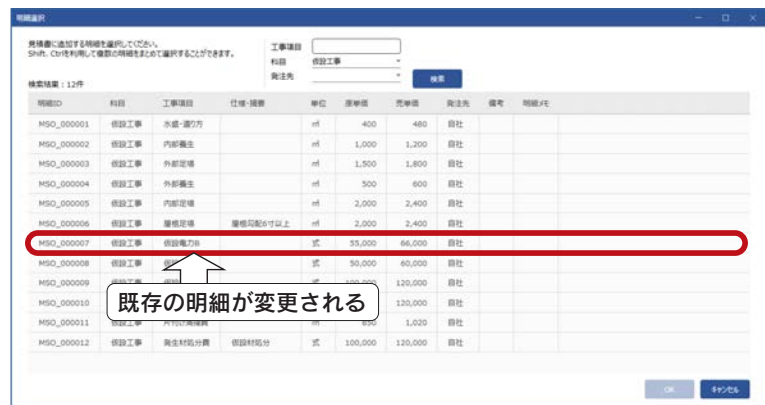 明細選択
見積書に追加する明細を選択してください。
Shift、Ctrlを利用して複数の明細をまとめて選択することができます。
工事項目
科目 仮設工事
発注先
検索
検索結果:12件
明細ID 科目 工事項目 仕様・摘要 単位 原単価 売単価 発注先 備考 明細メモ
MSO_000001 仮設工事 水盛・遣り方 ㎡ 400 480 自社
MSO_000002 仮設工事 内部養生 ㎡ 1,000 1,200 自社
MSO_000003 仮設工事 外部足場 ㎡ 1,500 1,800 自社
MSO_000004 仮設工事 外部養生 ㎡ 500 600 自社
MSO_000005 仮設工事 内部足場 ㎡ 2,000 2,400 自社
MSO_000006 仮設工事 屋根足場 屋根勾配6寸以上 ㎡ 2,000 2,400 自社
MSO_000007 仮設工事 仮設電力B 式 55,000 66,000 自社
MSO_000008 仮設工事 式 50,000 60,000 自社
MSO_000009 120,000 自社
MSO_000010 120,000 自社
既存の明細が変更される
MSO_000011 仮設工事 ㎡ 850 1,020 自社
MSO_000012 仮設工事 発生材処分費 仮設材処分 式 100,000 120,000 自社
OK キャンセル